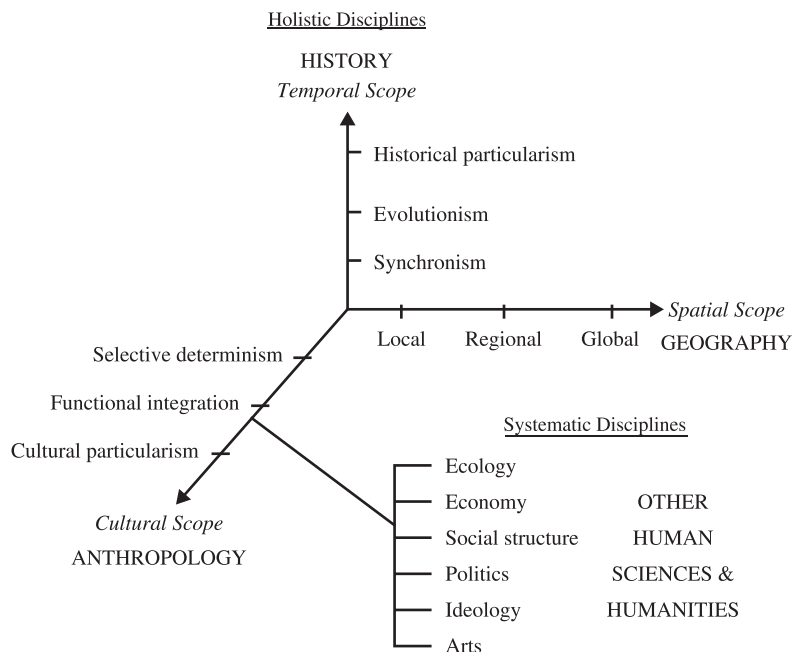 Holistic Disciplines
HISTORY
Temporal Scope
Historical particularism
Evolutionism
Synchronism
Spatial Scope
GEOGRAPHY
Local
Regional
Global
Selective determinism
Functional integration
Cultural particularism
Cultural Scope
ANTHROPOLOGY
Systematic Disciplines
Ecology
Economy
Social structure
Politics
Ideology
Arts
OTHER
HUMAN
SCIENCES &
HUMANITIES